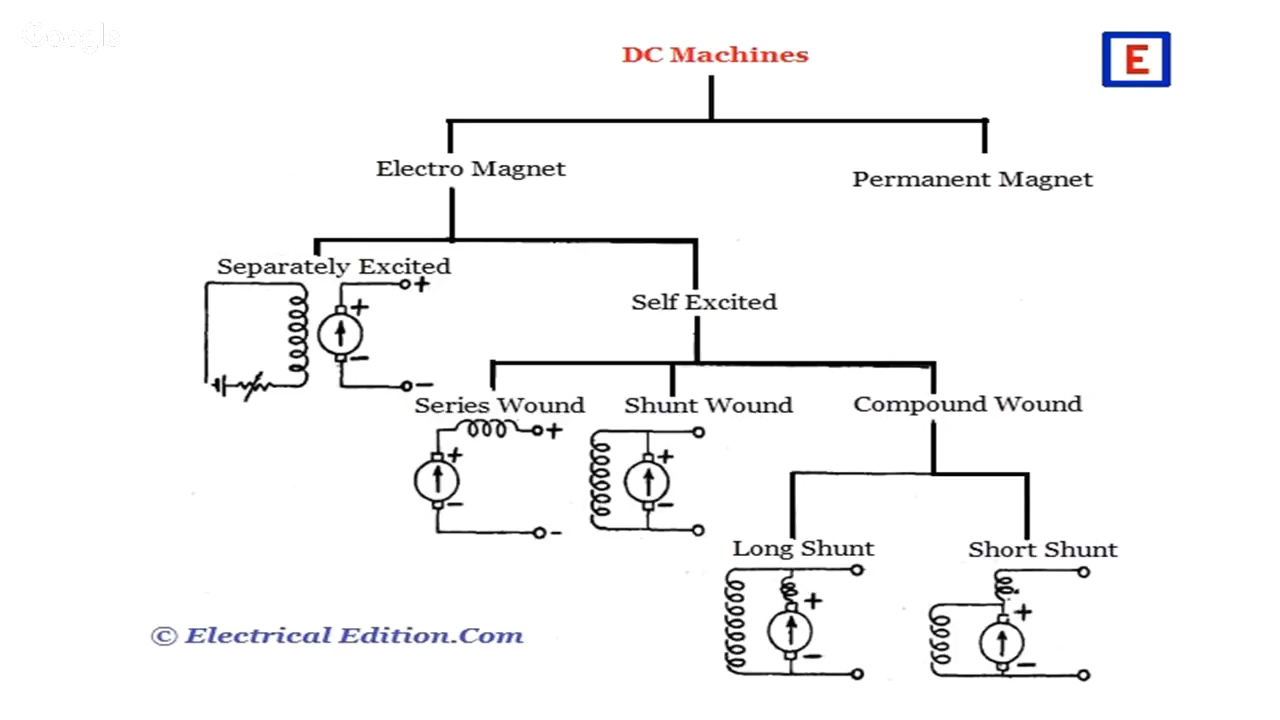 Google
DC Machines
E
Electro Magnet
Permanent Magnet
Separately Excited
+
+
−
−
Self Excited
Series Wound
Shunt Wound
Compound Wound
+
+
−
−
+
−
Long Shunt
Short Shunt
+
−
+
−
© Electrical Edition.Com